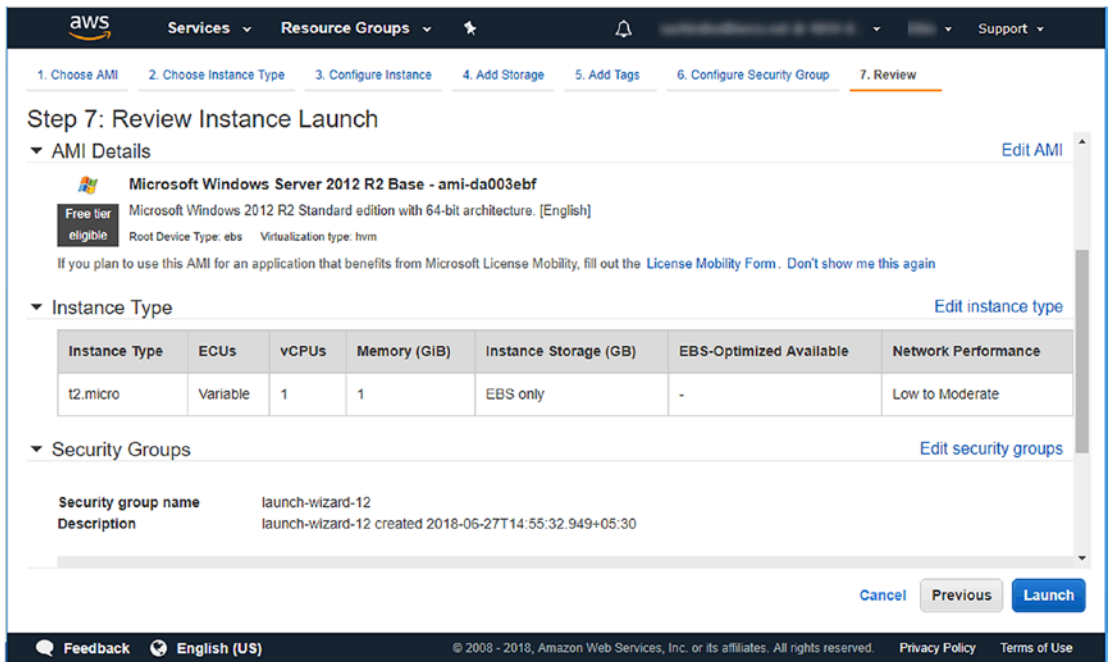 aws Services Resource Groups Support
1. Choose AMI 2. Choose Instance Type 3. Configure Instance 4. Add Storage 5. Add Tags 6. Configure Security Group 7. Review
Step 7: Review Instance Launch
AMI Details Edit AMI
Microsoft Windows Server 2012 R2 Base - ami-da003ebf
Free tier eligible
Microsoft Windows 2012 R2 Standard edition with 64-bit architecture. [English]
Root Device Type: ebs Virtualization type: hvm
If you plan to use this AMI for an application that benefits from Microsoft License Mobility, fill out the License Mobility Form. Don't show me this again
Instance Type Edit instance type
Instance Type ECUs vCPUs Memory (GiB) Instance Storage (GB) EBS-Optimized Available Network Performance
t2.micro Variable 1 1 EBS only - Low to Moderate
Security Groups Edit security groups
Security group name launch-wizard-12
Description launch-wizard-12 created 2018-06-27T14:55:32.949+05:30
Cancel Previous Launch
Feedback English (US) © 2008 - 2018, Amazon Web Services, Inc. or its affiliates. All rights reserved. Privacy Policy Terms of Use